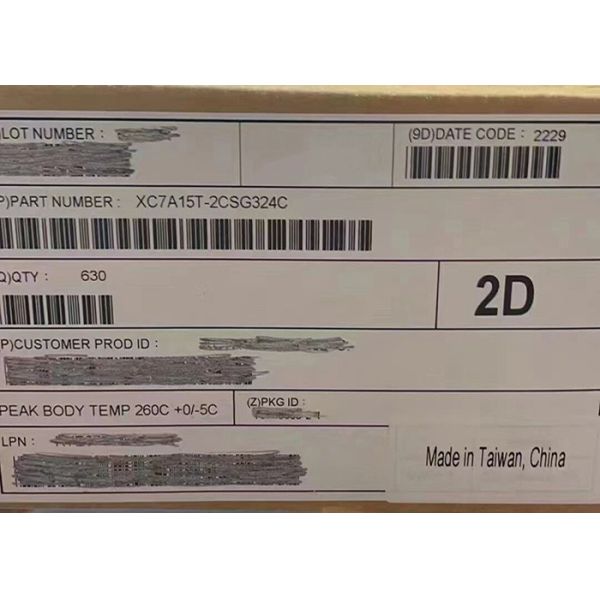 )LOT NUMBER :
(9D)DATE CODE : 2229
P)PART NUMBER : XC7A15T-2CSG324C
Q)QTY : 630
2D
P)CUSTOMER PROD ID :
PEAK BODY TEMP 260C +0/-5C
(Z)PKG ID :
LPN :
Made in Taiwan, China